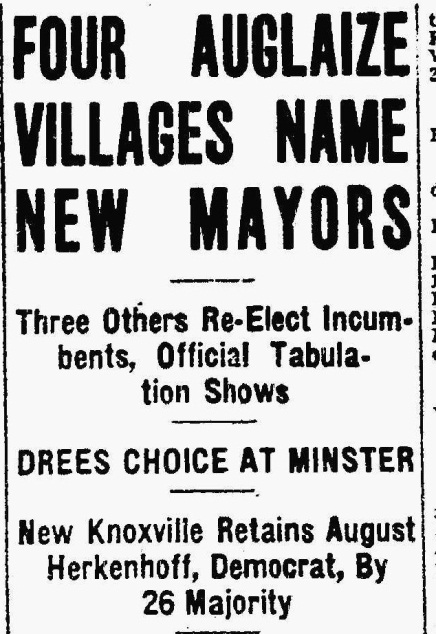 FOUR AUGLAIZE
VILLAGES NAME
NEW MAYORS
Three Others Re-Elect Incum-
bents, Official Tabula-
tion Shows
DREES CHOICE AT MINSTER
New Knoxville Retains August
Herkenhoff, Democrat, By
26 Majority